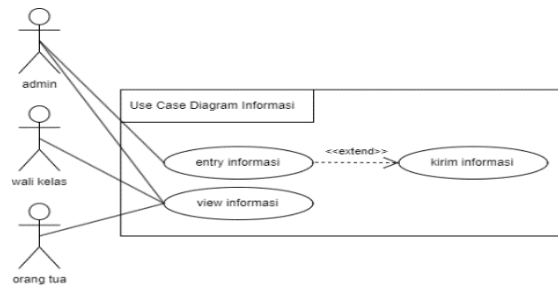 admin
Use Case Diagram Informasi
<<extend>>
entry informasi
kirim informasi
wali kelas
view informasi
orang tua